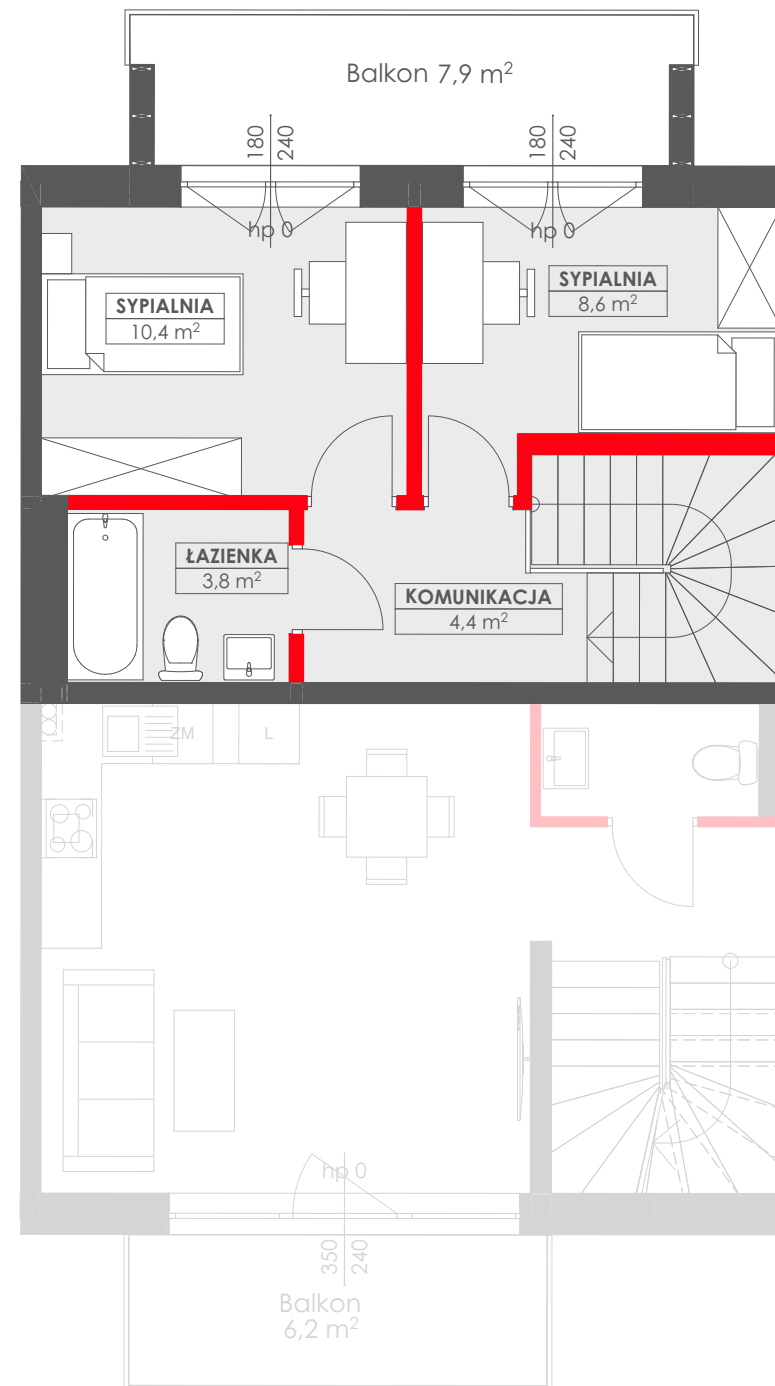 Balkon 7,9 m²
180
240
180
240
hp 0
hp 0
SYPIALNIA
10,4 m²
SYPIALNIA
8,6 m²
ŁAZIENKA
3,8 m²
KOMUNIKACJA
4,4 m²
ZM
L
hp 0
350
240
Balkon
6,2 m²